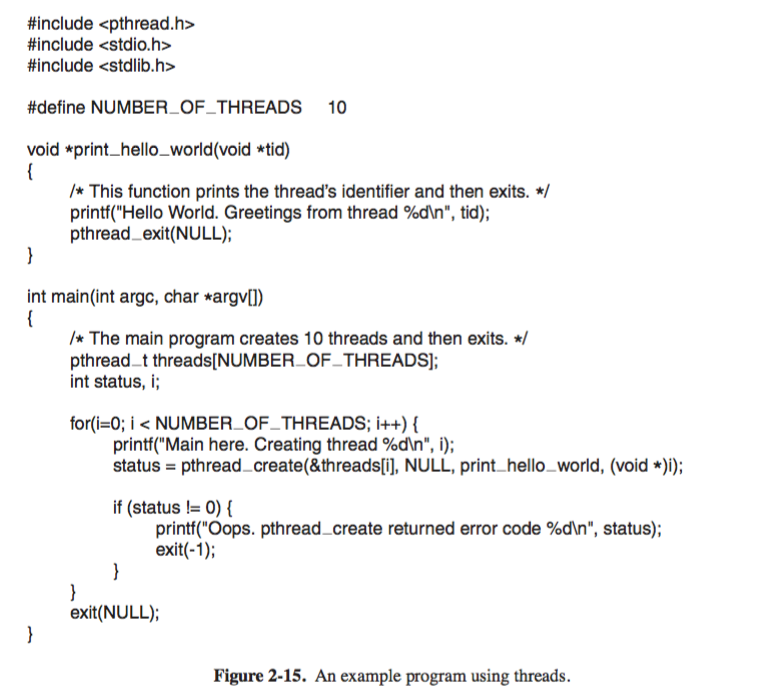 #include <pthread.h>
#include <stdio.h>
#include <stdlib.h>
#define NUMBER_OF_THREADS 10
void *print_hello_world(void *tid)
{
/* This function prints the thread's identifier and then exits. */
printf("Hello World. Greetings from thread %d\n", tid);
pthread_exit(NULL);
}
int main(int argc, char *argv[])
{
/* The main program creates 10 threads and then exits. */
pthread_t threads[NUMBER_OF_THREADS];
int status, i;
for(i=0; i < NUMBER_OF_THREADS; i++) {
printf("Main here. Creating thread %d\n", i);
status = pthread_create(&threads[i], NULL, print_hello_world, (void *)i);
if (status != 0) {
printf("Oops. pthread_create returned error code %d\n", status);
exit(-1);
}
}
exit(NULL);
}
Figure 2-15. An example program using threads.